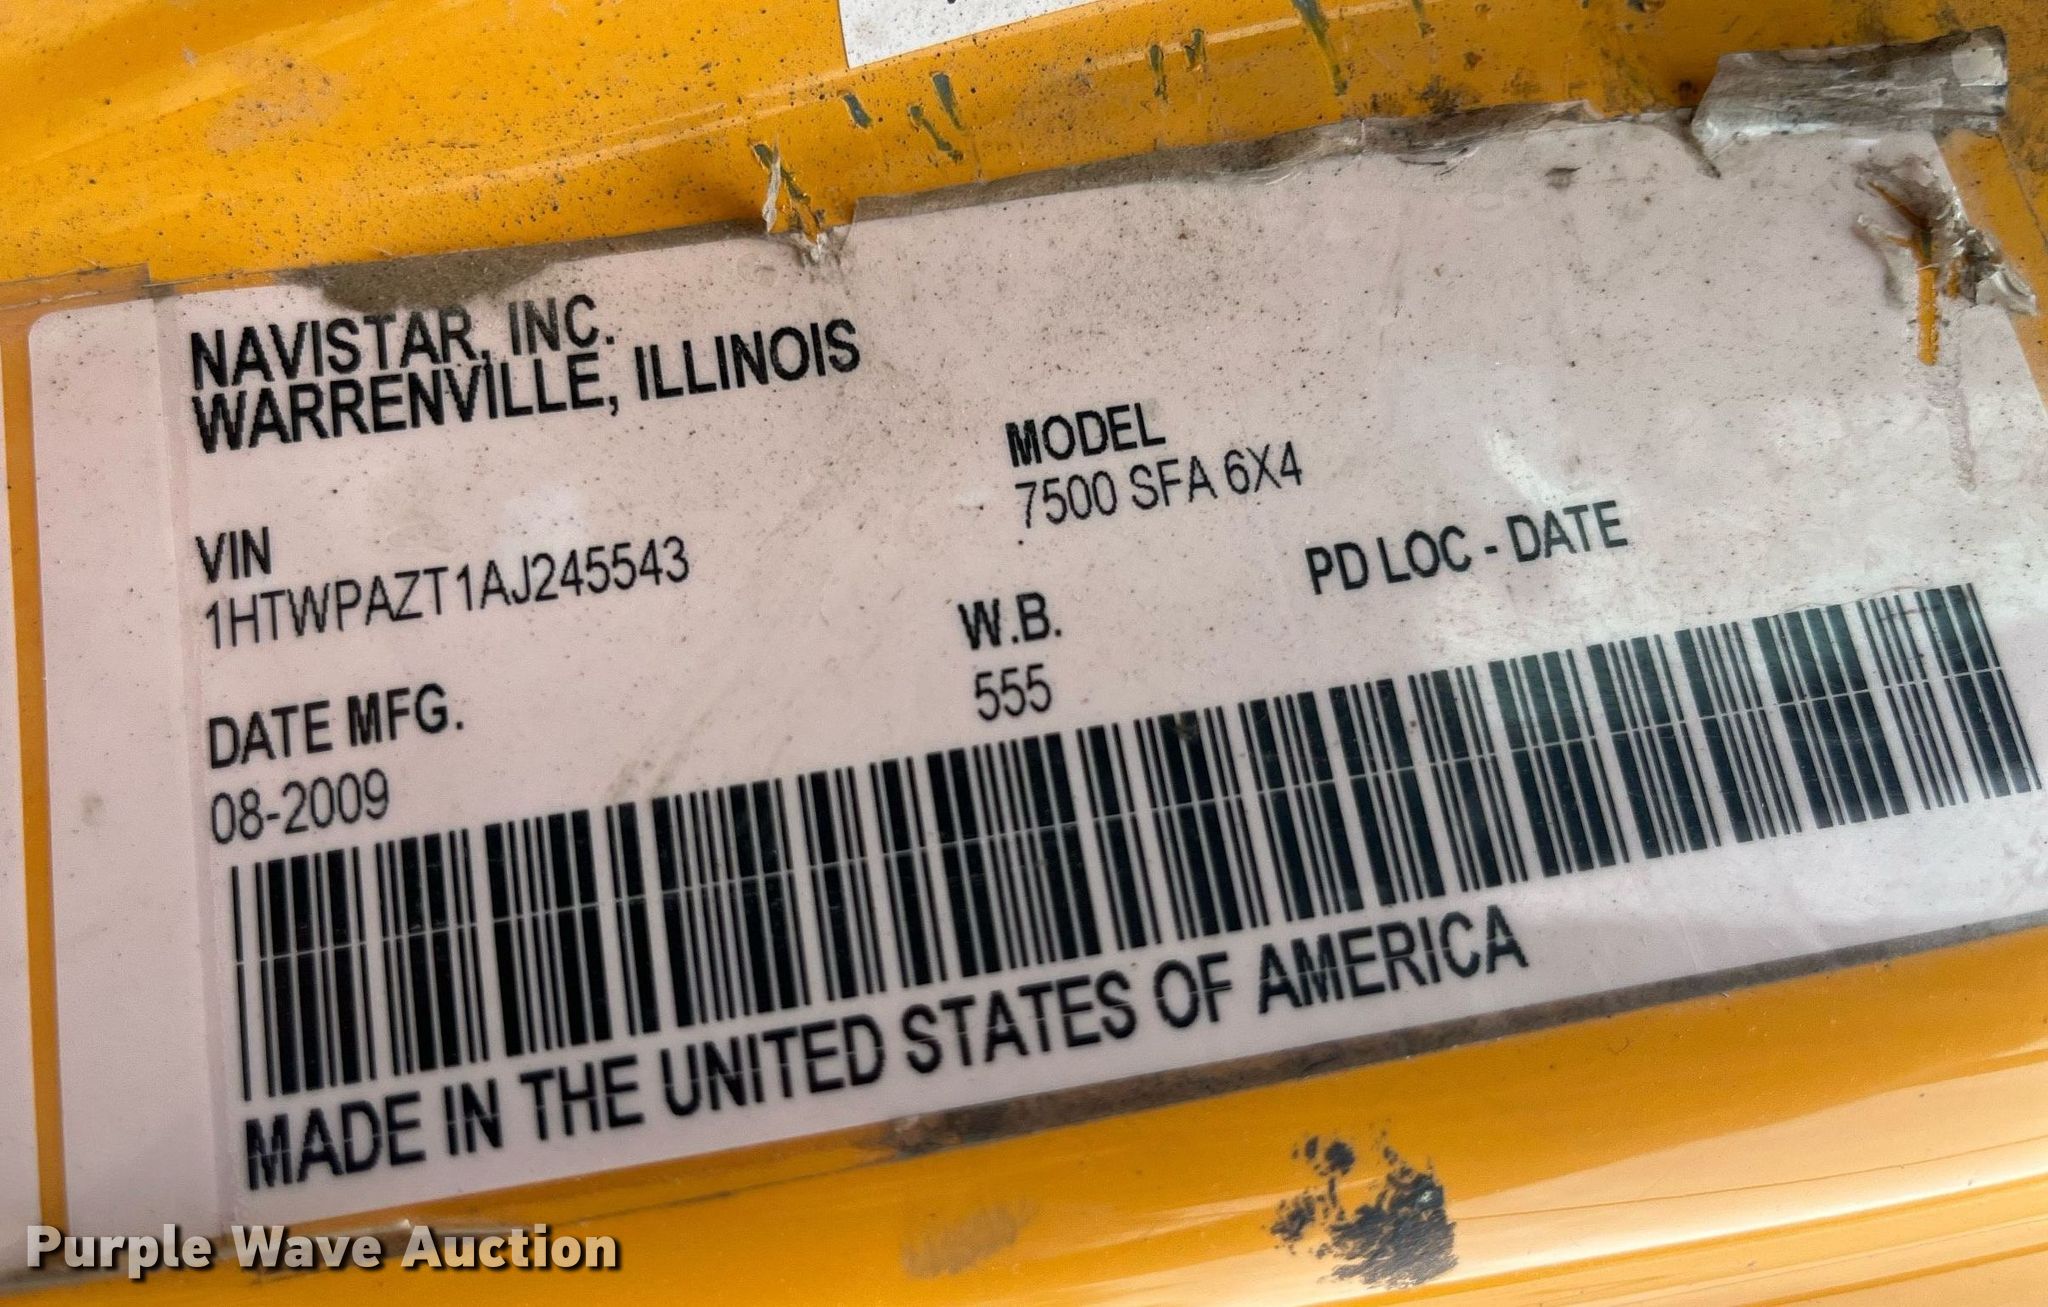 NAVISTAR, INC.
WARRENVILLE, ILLINOIS
MODEL
7500 SFA 6X4
VIN
1HTWPAZT1AJ245543
PD LOC - DATE
W.B.
555
DATE MFG.
08-2009
MADE IN THE UNITED STATES OF AMERICA
Purple Wave Auction